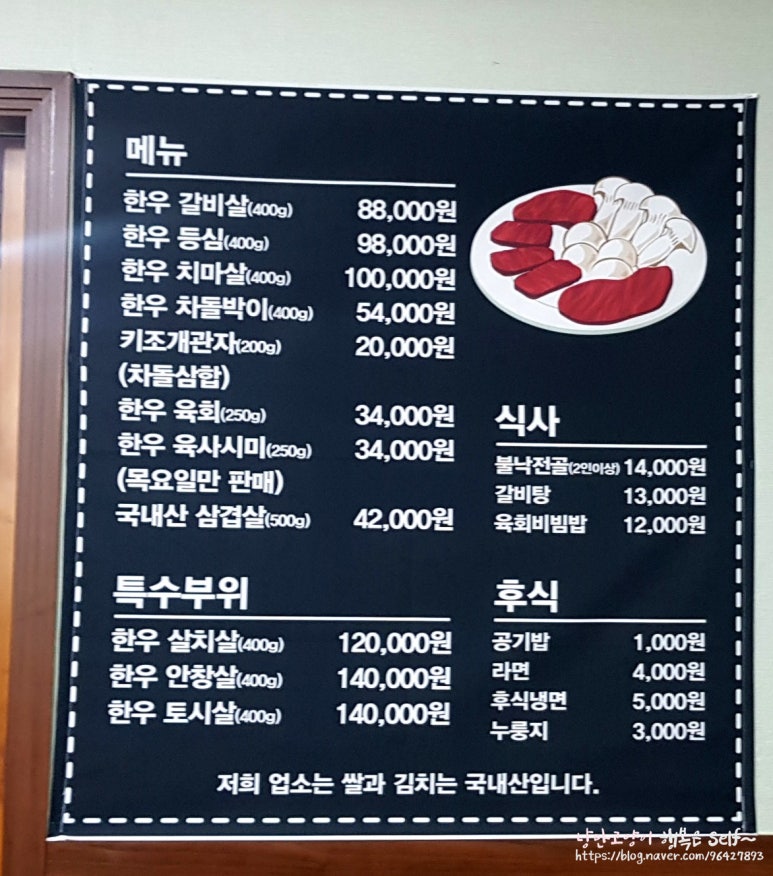 메뉴
한우 갈비살(400g) 88,000원
한우 등심(400g) 98,000원
한우 치마살(400g) 100,000원
한우 차돌박이(400g) 54,000원
키조개관자(200g) 20,000원
(차돌삼합)
한우 육회(250g) 34,000원
한우 육사시미(250g) 34,000원
(목요일만 판매)
국내산 삼겹살(500g) 42,000원
특수부위
한우 살치살(400g) 120,000원
한우 안창살(400g) 140,000원
한우 토시살(400g) 140,000원
식사
불낙전골(2인이상) 14,000원
갈비탕 13,000원
육회비빔밥 12,000원
후식
공기밥 1,000원
라면 4,000원
후식냉면 5,000원
누룽지 3,000원
저희 업소는 쌀과 김치는 국내산입니다.
행복은 Self~
https://blog.naver.com/96427893